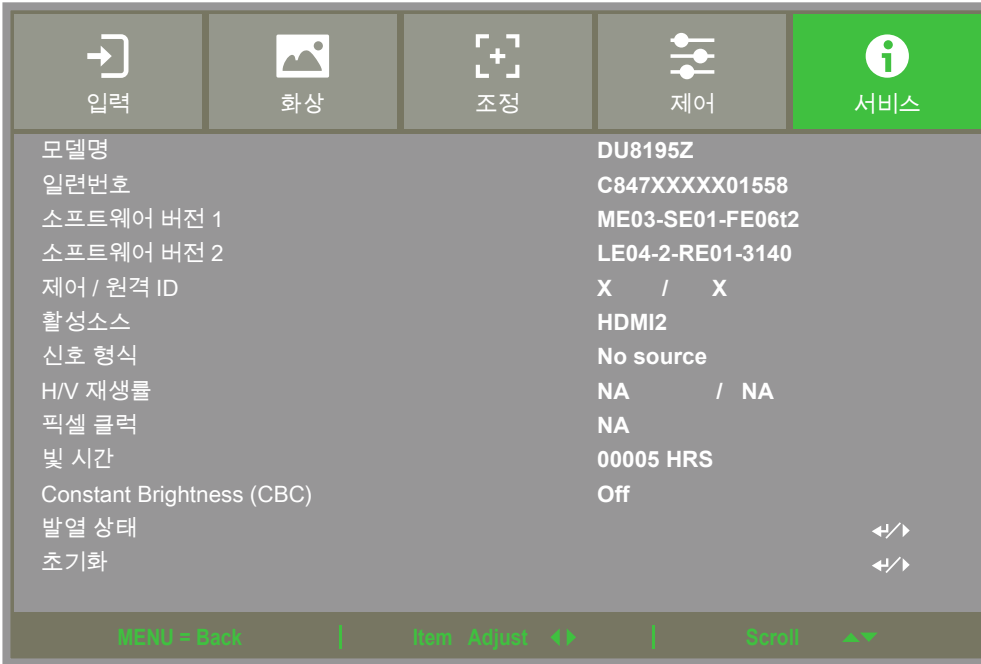 입력 화상 조정 제어 서비스
모델명 DU8195Z
일련번호 C847XXXXX01558
소프트웨어 버전 1 ME03-SE01-FE06t2
소프트웨어 버전 2 LE04-2-RE01-3140
제어 / 원격 ID X / X
활성소스 HDMI2
신호 형식 No source
H/V 재생률 NA / NA
픽셀 클럭 NA
빛 시간 00005 HRS
Constant Brightness (CBC) Off
발열 상태
초기화
MENU = Back | Item Adjust | Scroll